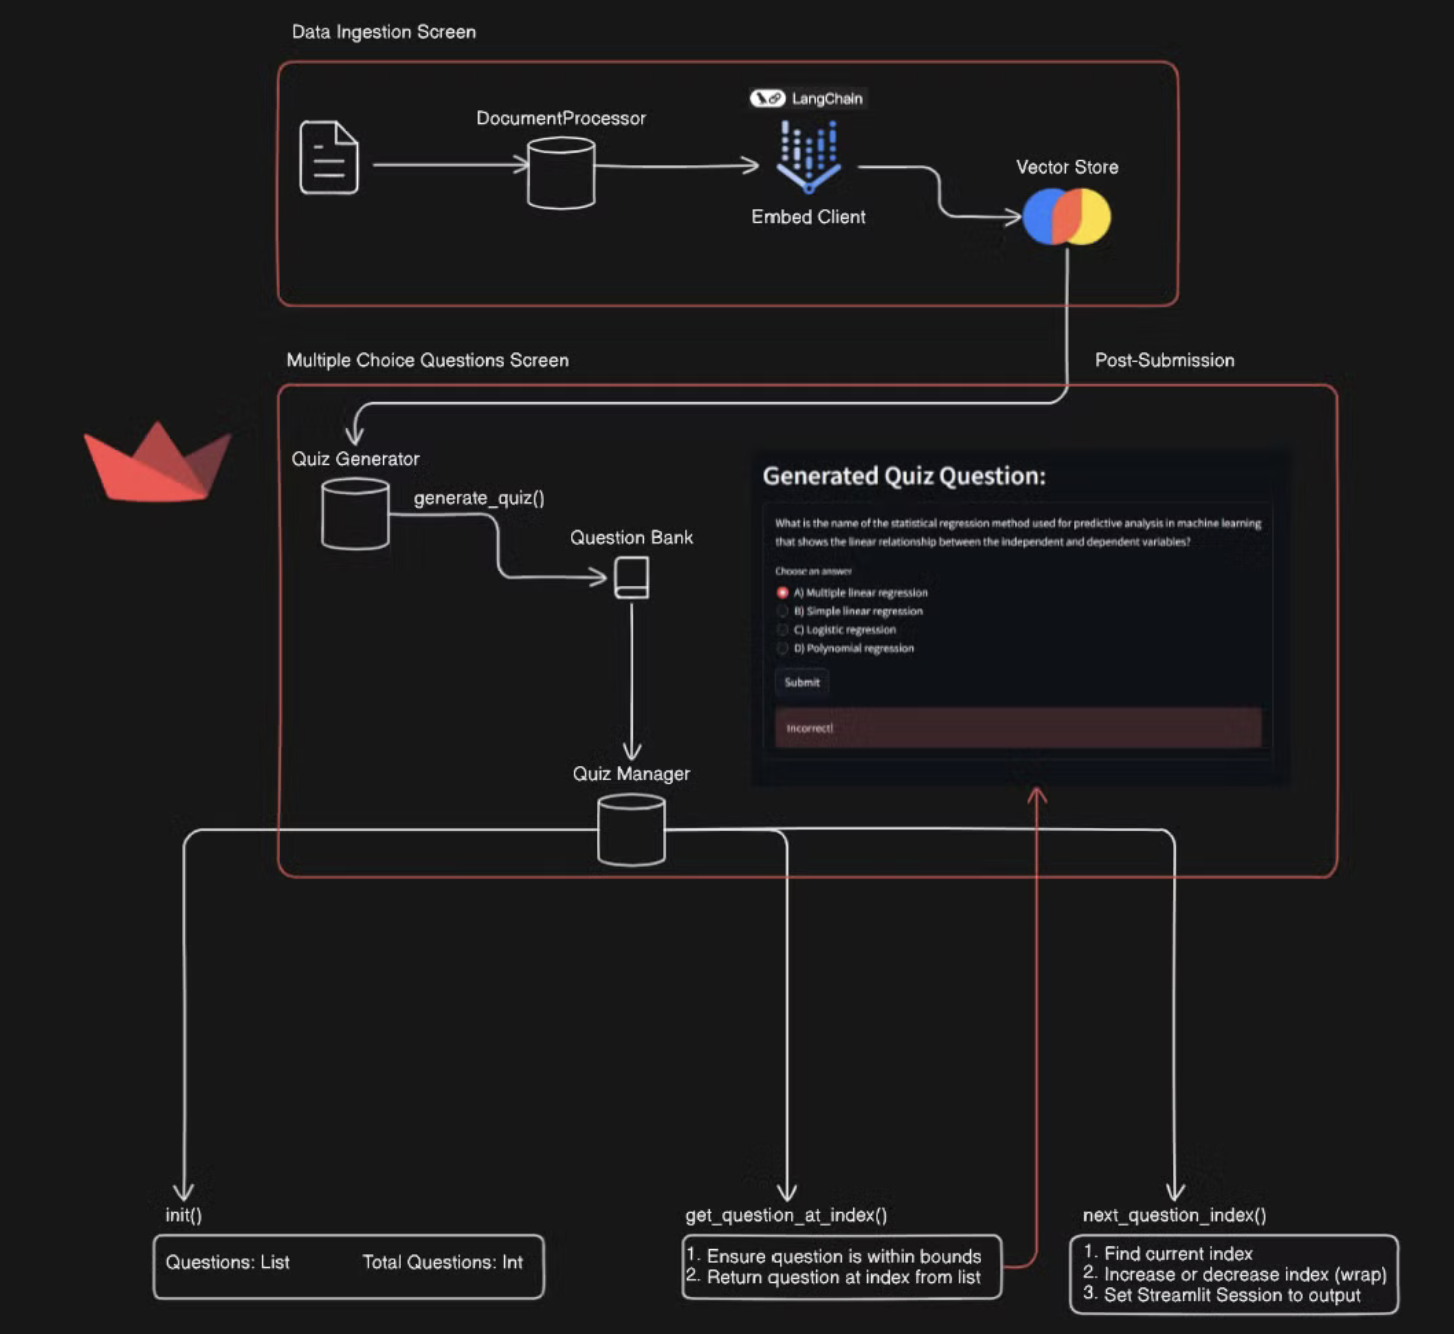 Data Ingestion Screen
DocumentProcessor
LangChain
Embed Client
Vector Store
Multiple Choice Questions Screen
Post-Submission
Quiz Generator
generate_quiz()
Question Bank
Quiz Manager
Generated Quiz Question:
What is the name of the statistical regression method used for predictive analysis in machine learning
that shows the linear relationship between the independent and dependent variables?
Choose an answer
A) Multiple linear regression
B) Simple linear regression
C) Logistic regression
D) Polynomial regression
Submit
Incorrect!
init()
Questions: List Total Questions: Int
get_question_at_index()
1. Ensure question is within bounds
2. Return question at index from list
next_question_index()
1. Find current index
2. Increase or decrease index (wrap)
3. Set Streamlit Session to output